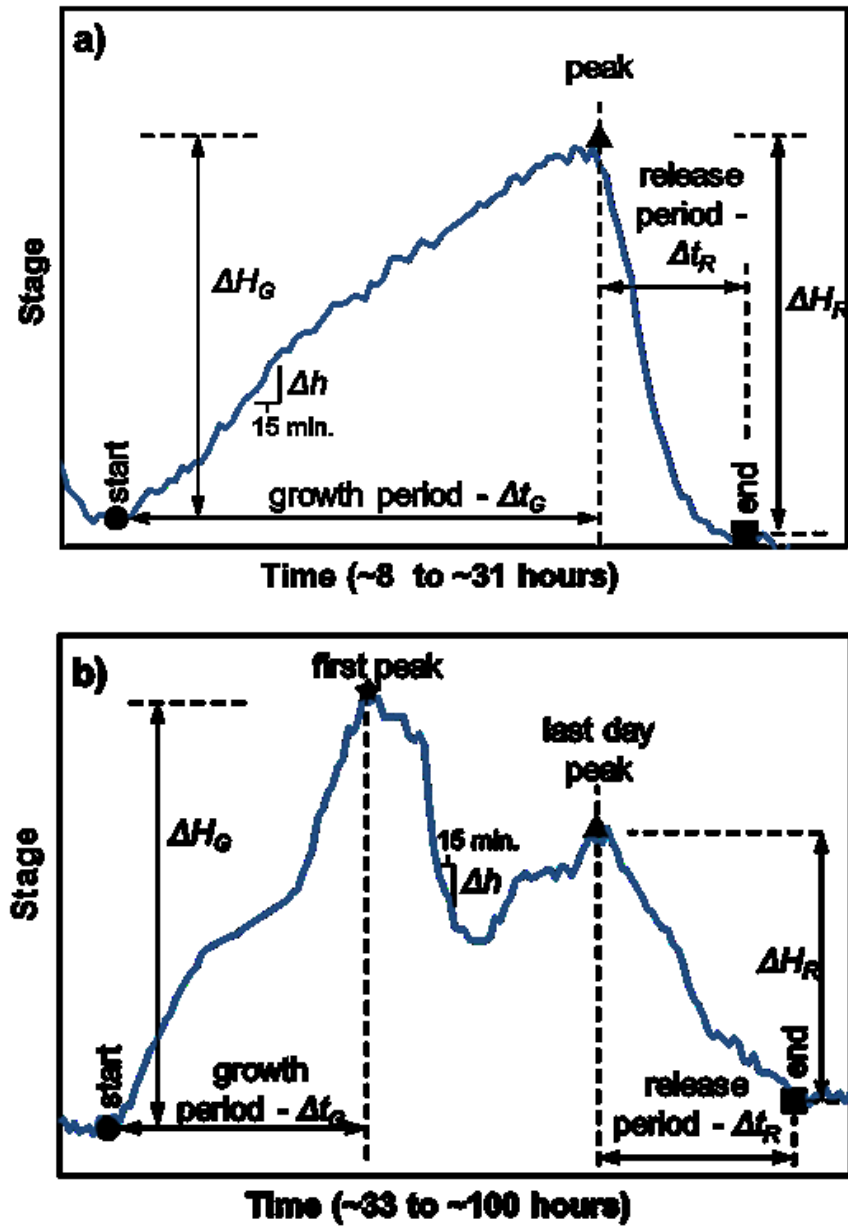 a)
peak
release
period -
Δt_R
ΔH_G
ΔH_R
Δh
15 min.
start
end
growth period - Δt_G
Stage
Time (~8 to ~31 hours)
b)
first peak
last day
peak
ΔH_G
15 min.
Δh
ΔH_R
start
growth
period - Δt_G
end
release
period - Δt_R
Stage
Time (~33 to ~100 hours)